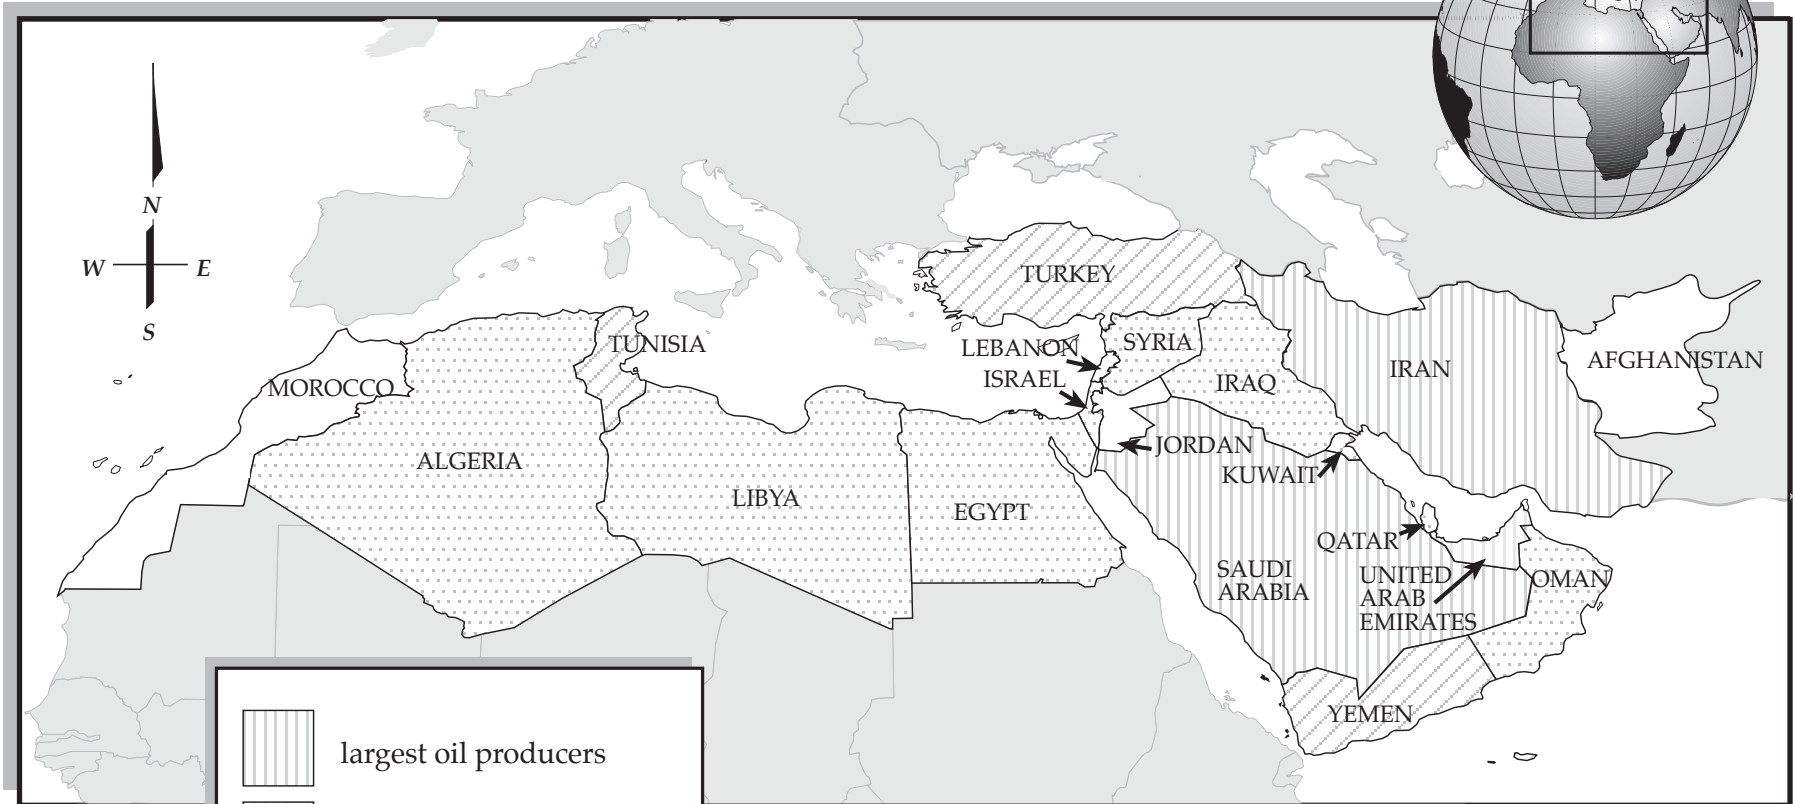 N
W E
S
TURKEY
TUNISIA
LEBANON
SYRIA
ISRAEL
IRAQ
IRAN
AFGHANISTAN
MOROCCO
ALGERIA
LIBYA
EGYPT
JORDAN
KUWAIT
QATAR
SAUDI
ARABIA
UNITED
ARAB
EMIRATES
OMAN
YEMEN
largest oil producers